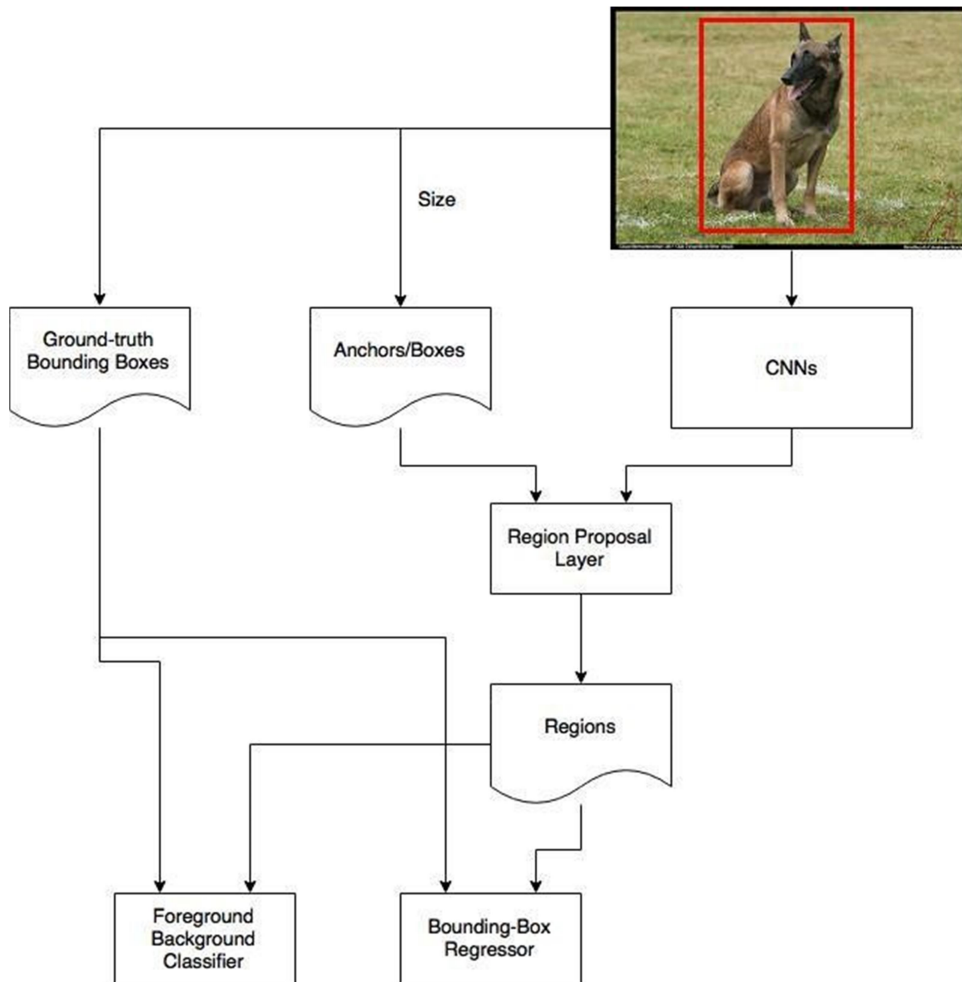 Size
Ground-truth
Bounding Boxes
Anchors/Boxes
CNNs
Region Proposal
Layer
Regions
Foreground
Background
Classifier
Bounding-Box
Regressor